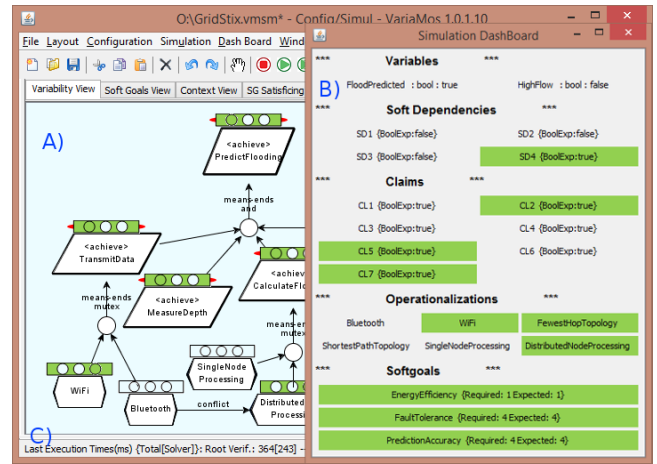 O:\GridStix.vmsm* - Config/Simul - VariaMos 1.0.1.10
File Layout Configuration Simulation Dash Board Wind
Variability View Soft Goals View Context View SG Satisficing
A)
<achieve>
PredictFlooding
means-ends
and
<achieve>
TransmitData
<achieve>
MeasureDepth
<achiev
CalculateFlo
means-ends
mutex
means-en
SingleNode
Processing
WiFi
Bluetooth
conflict
Distributed
Processi
C)
Last Execution Times(ms) {Total[Solver]}: Root Verif.: 364[243] --
Simulation DashBoard
*** Variables ***
B)
FloodPredicted : bool : true HighFlow : bool : false
*** Soft Dependencies ***
SD1 {BoolExp:false} SD2 {BoolExp:false}
SD3 {BoolExp:false} SD4 {BoolExp:true}
*** Claims ***
CL1 {BoolExp:true} CL2 {BoolExp:true}
CL3 {BoolExp:true} CL4 {BoolExp:true}
CL5 {BoolExp:true} CL6 {BoolExp:true}
CL7 {BoolExp:true}
*** Operationalizations ***
Bluetooth WiFi FewestHopTopology
ShortestPathTopology SingleNodeProcessing DistributedNodeProcessing
*** Softgoals ***
EnergyEfficiency {Required: 1 Expected: 1}
FaultTolerance {Required: 4 Expected: 4}
PredictionAccuracy {Required: 4 Expected: 4}